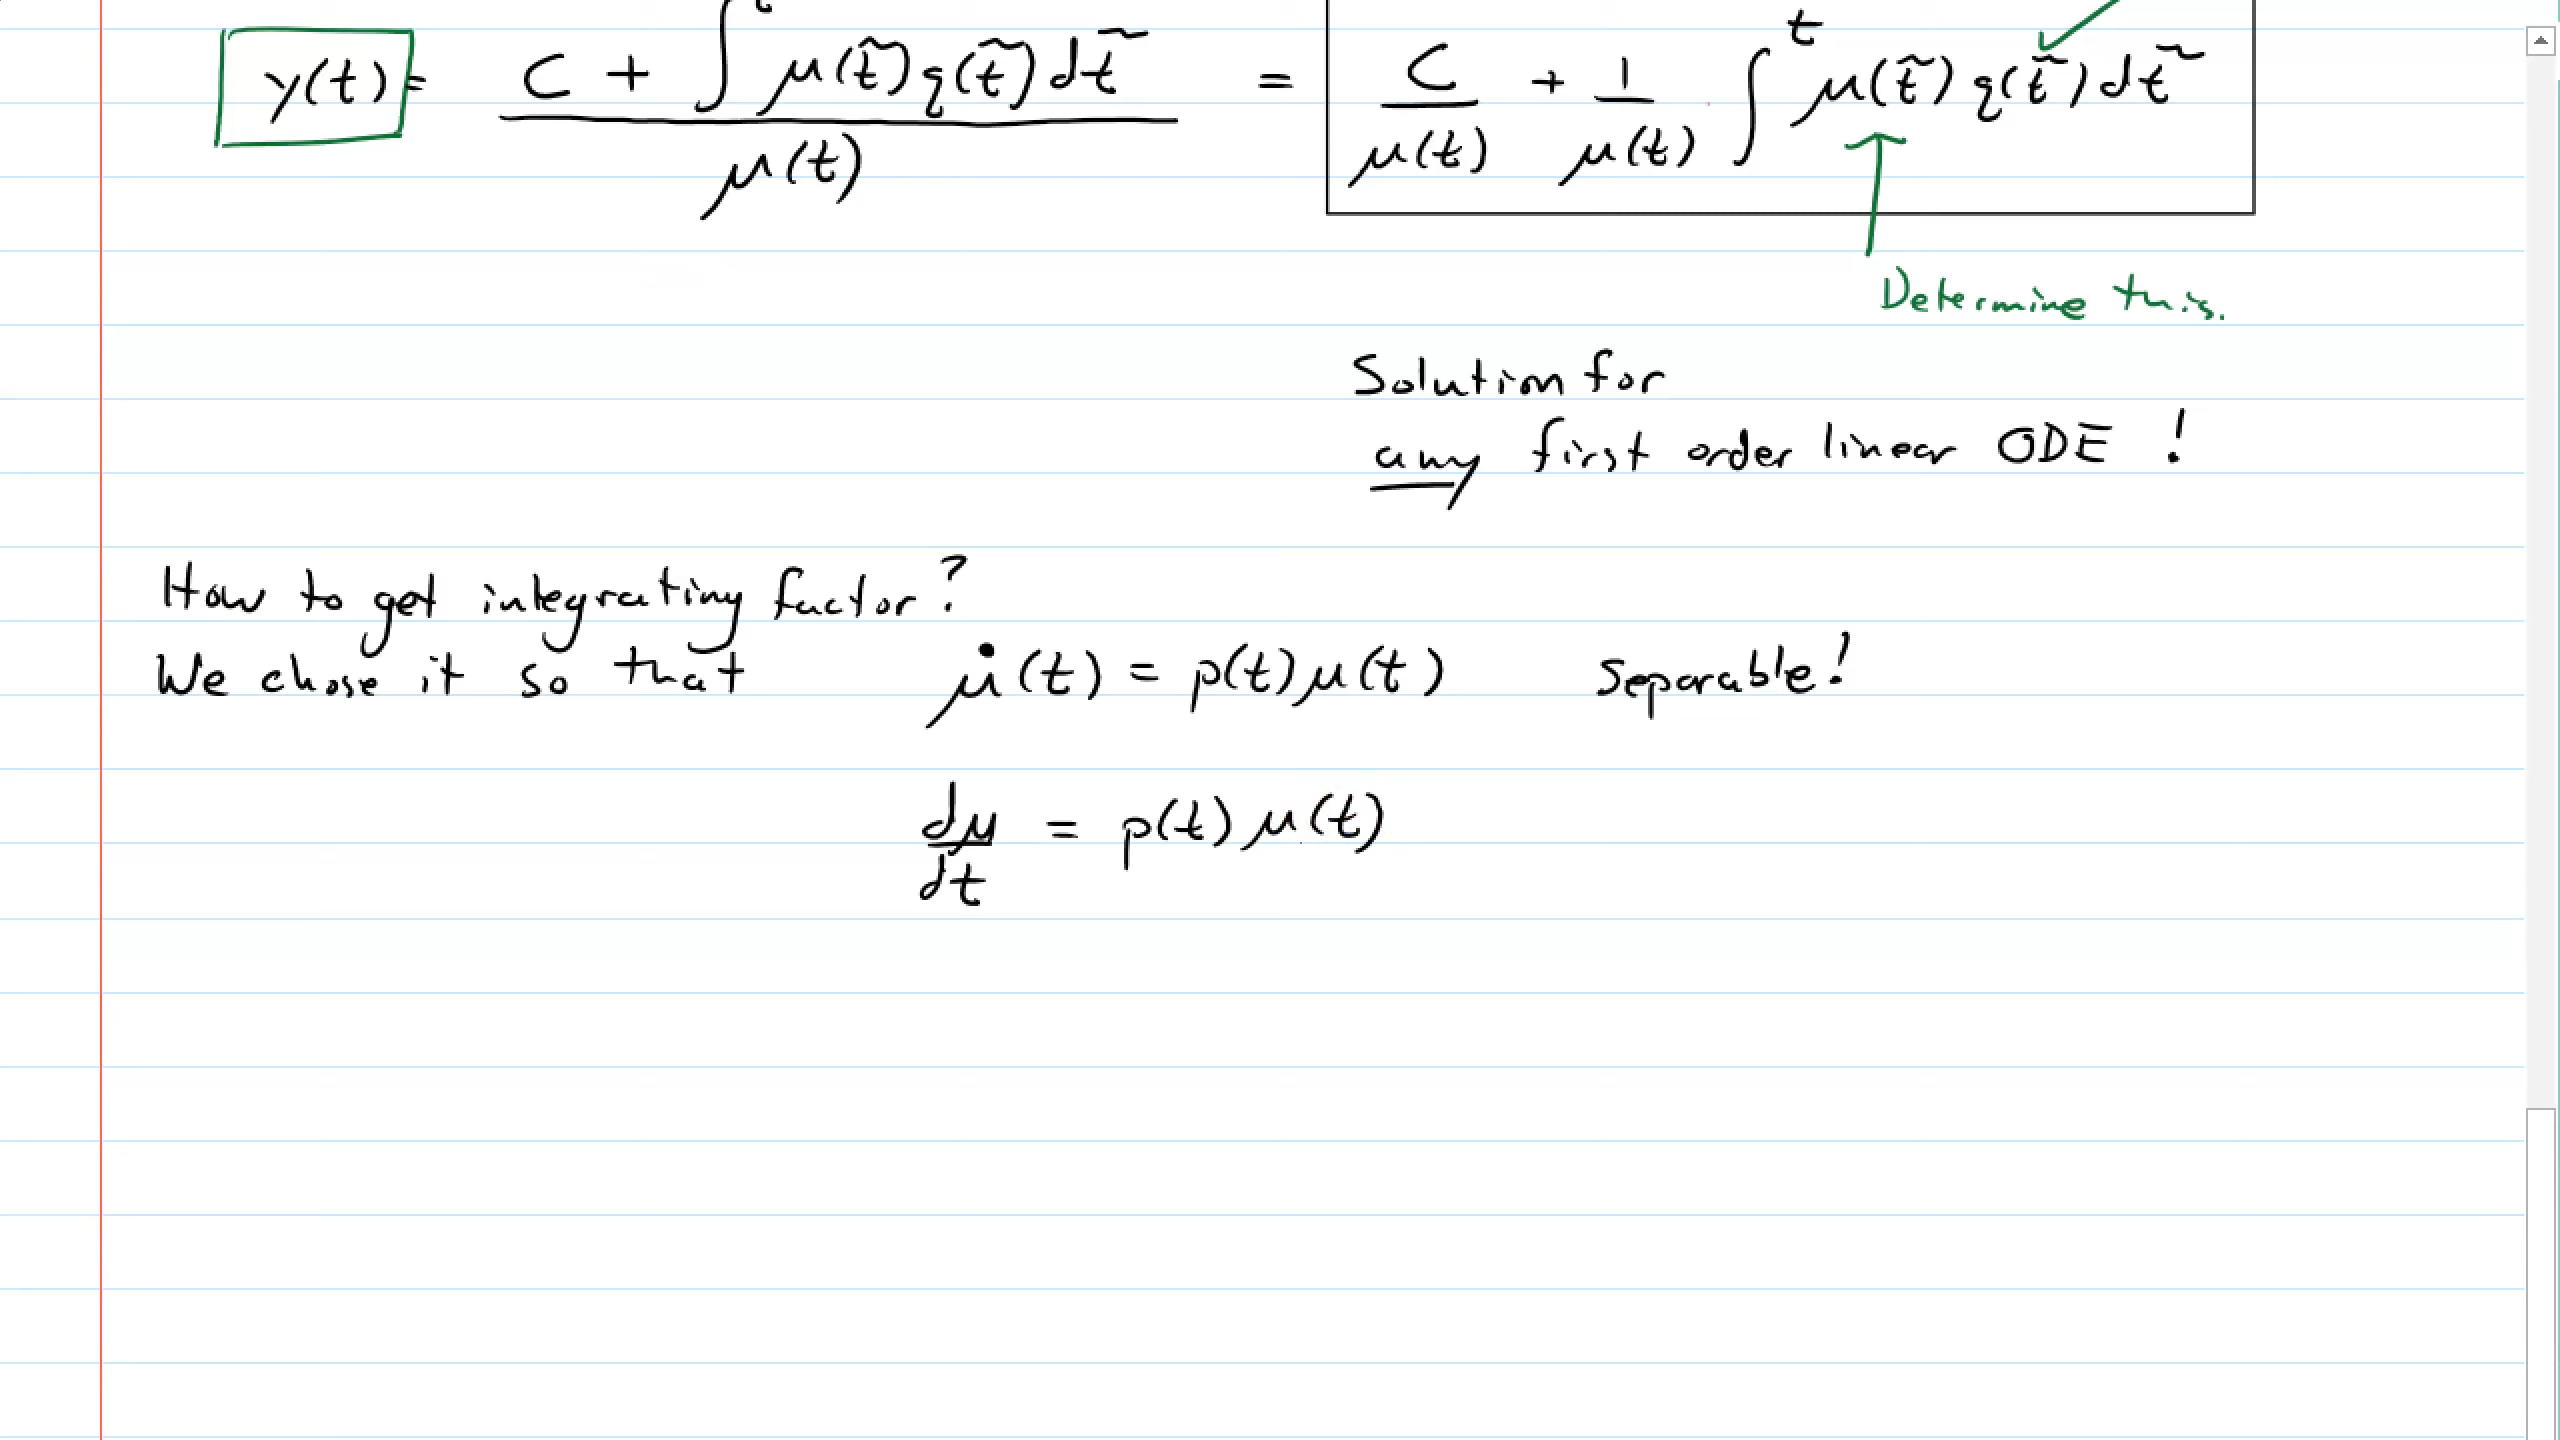 y(t) = (C + ∫^t μ(t̃) q(t̃) dt̃) / μ(t) = C/μ(t) + 1/μ(t) ∫^t μ(t̃) q(t̃) dt̃
Determine this.
Solution for
any first order linear ODE !
How to get integrating factor?
We chose it so that μ̇(t) = p(t)μ(t) Separable!
dμ/dt = p(t) μ(t)